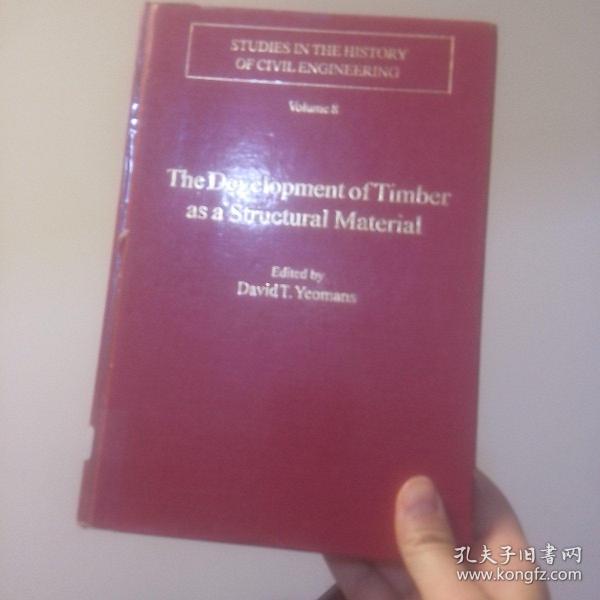 STUDIES IN THE HISTORY
OF CIVIL ENGINEERING
Volume 8
The Development of Timber
as a Structural Material
Edited by
David T. Yeomans
孔夫子旧書网
www.kongfz.com